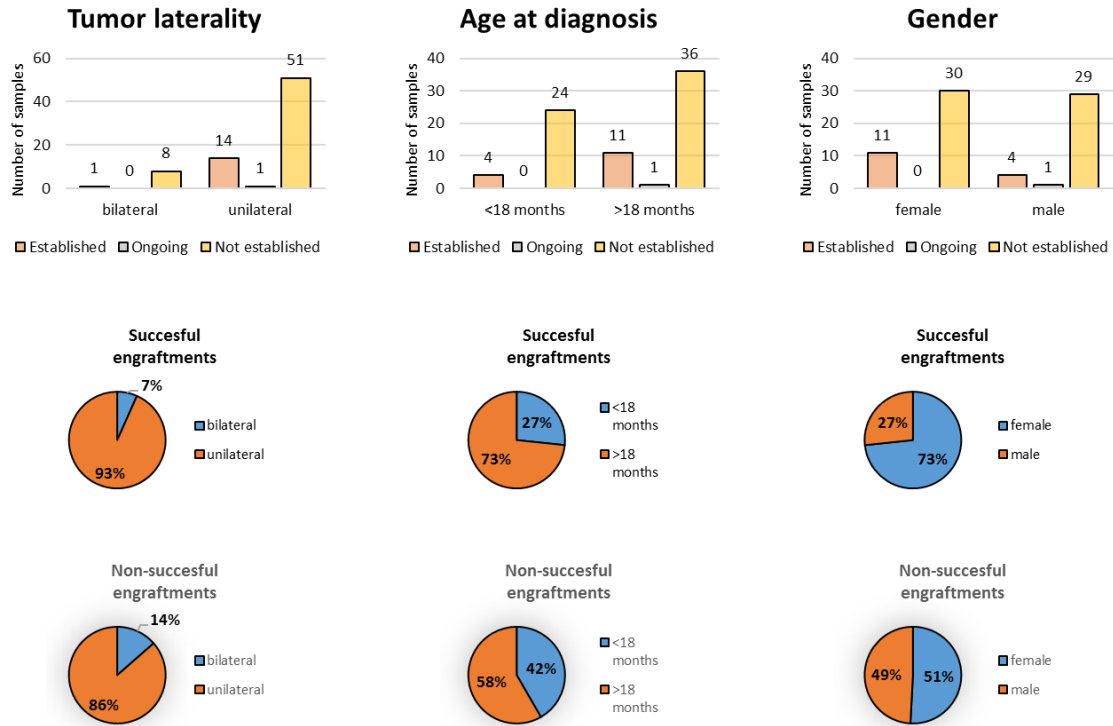 Tumor laterality
Number of samples
60
40
20
0
1
0
8
14
1
51
bilateral
unilateral
Established
Ongoing
Not established
Age at diagnosis
Number of samples
40
30
20
10
0
4
0
24
11
1
36
<18 months
>18 months
Established
Ongoing
Not established
Gender
Number of samples
40
30
20
10
0
11
0
30
4
1
29
female
male
Established
Ongoing
Not established
Succesful
engraftments
7%
93%
bilateral
unilateral
Succesful
engraftments
27%
73%
<18
months
>18
months
Succesful
engraftments
27%
73%
female
male
Non-succesful
engraftments
14%
86%
bilateral
unilateral
Non-succesful
engraftments
42%
58%
<18
months
>18
months
Non-succesful
engraftments
49%
51%
female
male